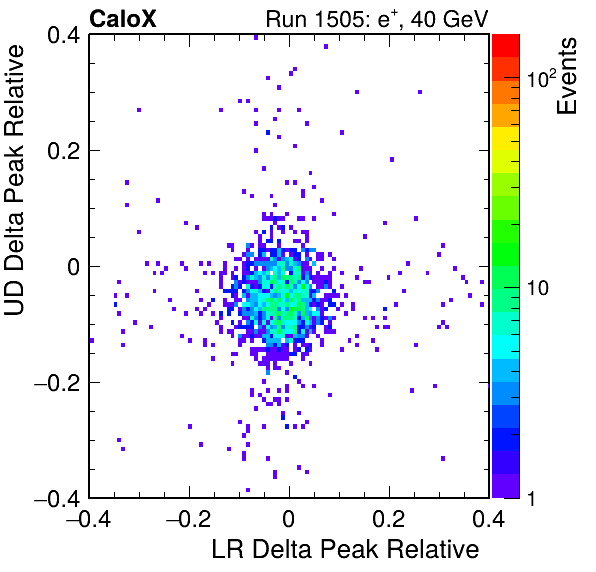 CaloX Run 1505: e⁺, 40 GeV
UD Delta Peak Relative
0.4
0.2
0
−0.2
−0.4
−0.4 −0.2 0 0.2 0.4
LR Delta Peak Relative
Events
10²
10
1